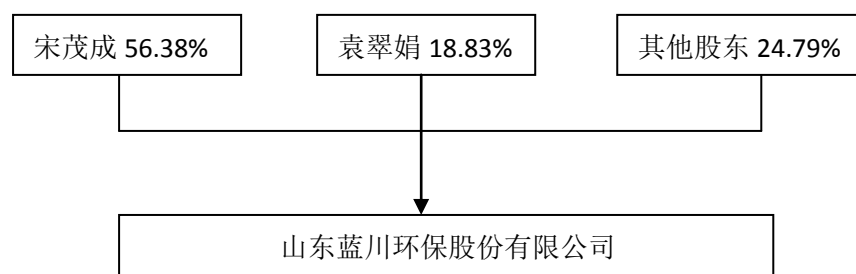 宋茂成 56.38%
袁翠娟 18.83%
其他股东 24.79%
山东蓝川环保股份有限公司